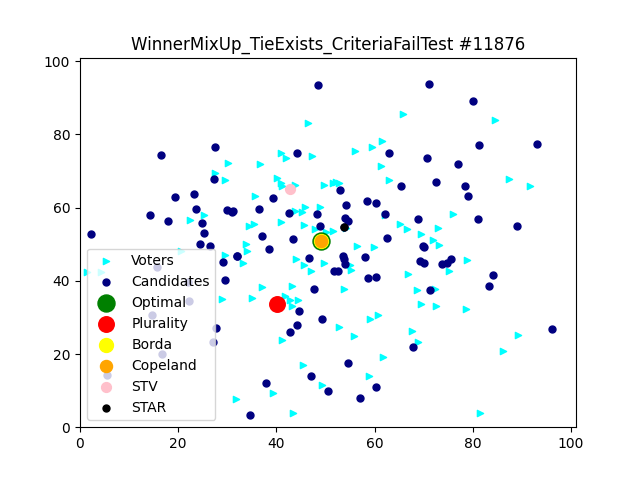 WinnerMixUp_TieExists_CriteriaFailTest #11876
100
80
60
40
20
0
Voters
Candidates
Optimal
Plurality
Borda
Copeland
STV
STAR
0 20 40 60 80 100